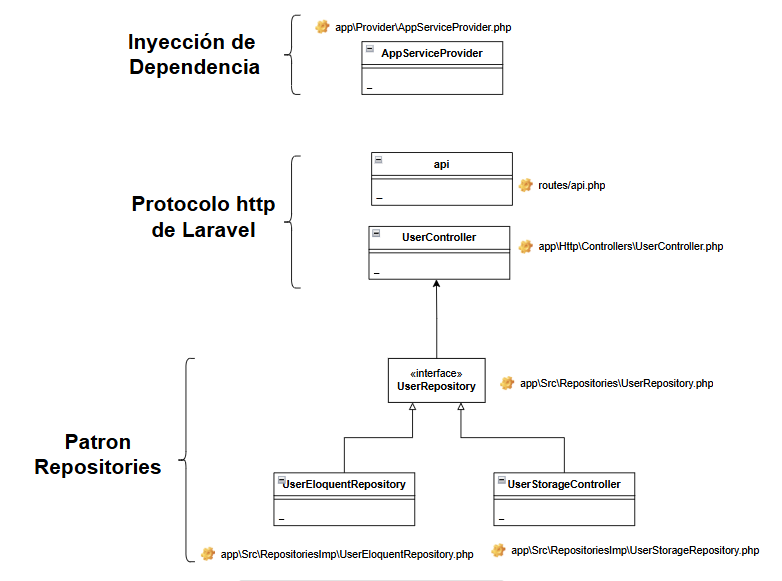 Inyección de
Dependencia
app\Provider\AppServiceProvider.php
AppServiceProvider
Protocolo http
de Laravel
api
routes/api.php
UserController
app\Http\Controllers\UserController.php
Patron
Repositories
«interface»
UserRepository
app\Src\Repositories\UserRepository.php
UserEloquentRepository
UserStorageController
app\Src\RepositoriesImp\UserEloquentRepository.php
app\Src\RepositoriesImp\UserStorageRepository.php